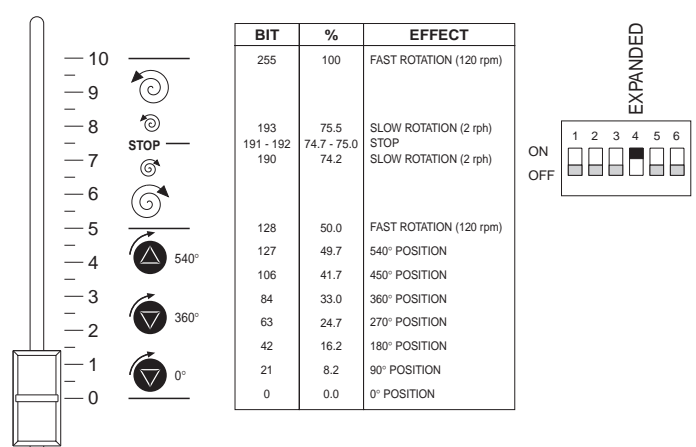 10
9
8
STOP
7
6
5
4
540°
3
360°
2
1
0°
0
BIT % EFFECT
255 100 FAST ROTATION (120 rpm)
193 75.5 SLOW ROTATION (2 rph)
191 - 192 74.7 - 75.0 STOP
190 74.2 SLOW ROTATION (2 rph)
128 50.0 FAST ROTATION (120 rpm)
127 49.7 540° POSITION
106 41.7 450° POSITION
84 33.0 360° POSITION
63 24.7 270° POSITION
42 16.2 180° POSITION
21 8.2 90° POSITION
0 0.0 0° POSITION
EXPANDED
1 2 3 4 5 6
ON
OFF